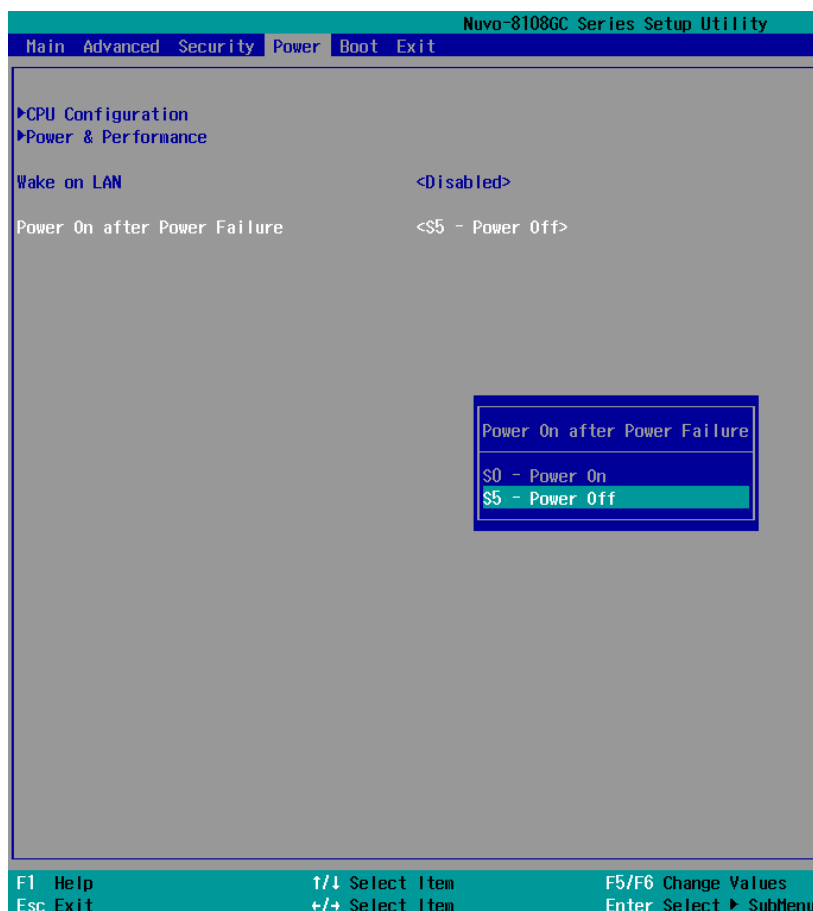 Nuvo-8108GC Series Setup Utility
Main Advanced Security Power Boot Exit
▶CPU Configuration
▶Power & Performance
Wake on LAN <Disabled>
Power On after Power Failure <S5 - Power Off>
Power On after Power Failure
S0 - Power On
S5 - Power Off
F1 Help ↑/↓ Select Item F5/F6 Change Values
Esc Exit ←/→ Select Item Enter Select ▶ SubMenu